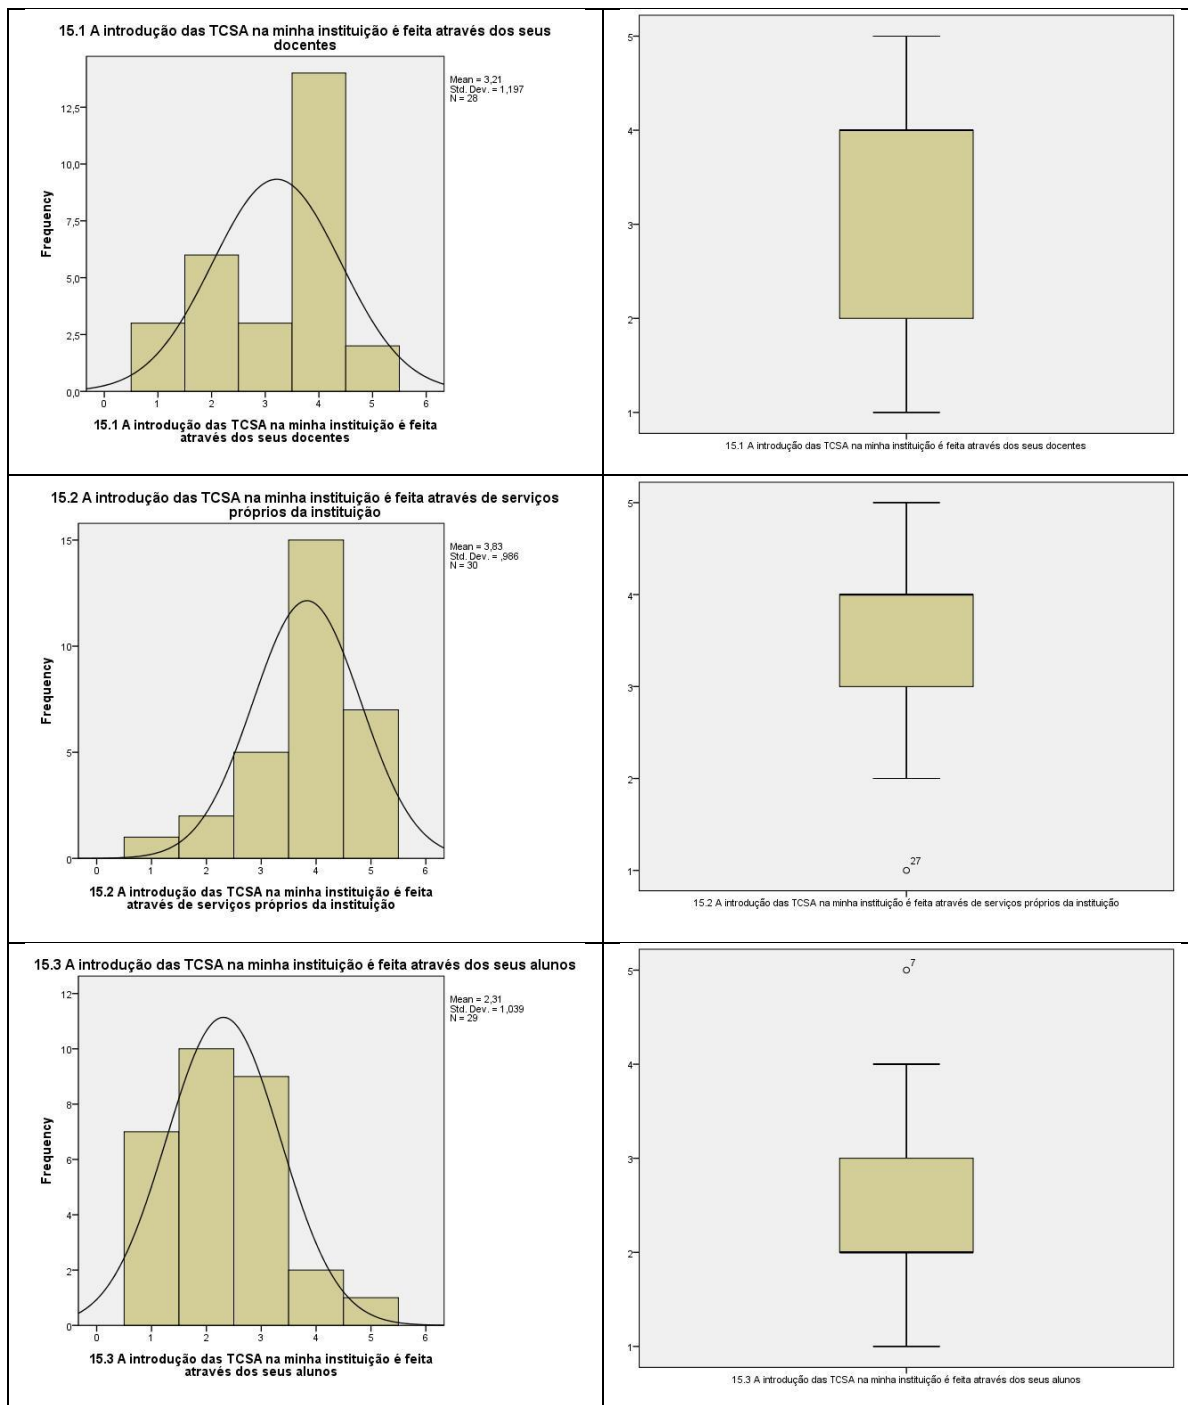 15.1 A introdução das TCSA na minha instituição é feita através dos seus
docentes
Mean = 3,21
Std. Dev. = 1,197
N = 28
Frequency
12,5
10,0
7,5
5,0
2,5
0,0
0 1 2 3 4 5 6
15.1 A introdução das TCSA na minha instituição é feita
através dos seus docentes
5
4
3
2
1
15.1 A introdução das TCSA na minha instituição é feita através dos seus docentes
15.2 A introdução das TCSA na minha instituição é feita através de serviços
próprios da instituição
Mean = 3,83
Std. Dev. = ,986
N = 30
Frequency
15
10
5
0
0 1 2 3 4 5 6
15.2 A introdução das TCSA na minha instituição é feita
através de serviços próprios da instituição
5
4
3
2
1
27
15.2 A introdução das TCSA na minha instituição é feita através de serviços próprios da instituição
15.3 A introdução das TCSA na minha instituição é feita através dos seus alunos
Mean = 2,31
Std. Dev. = 1,039
N = 29
Frequency
12
10
8
6
4
2
0
0 1 2 3 4 5 6
15.3 A introdução das TCSA na minha instituição é feita
através dos seus alunos
7
5
4
3
2
1
15.3 A introdução das TCSA na minha instituição é feita através dos seus alunos